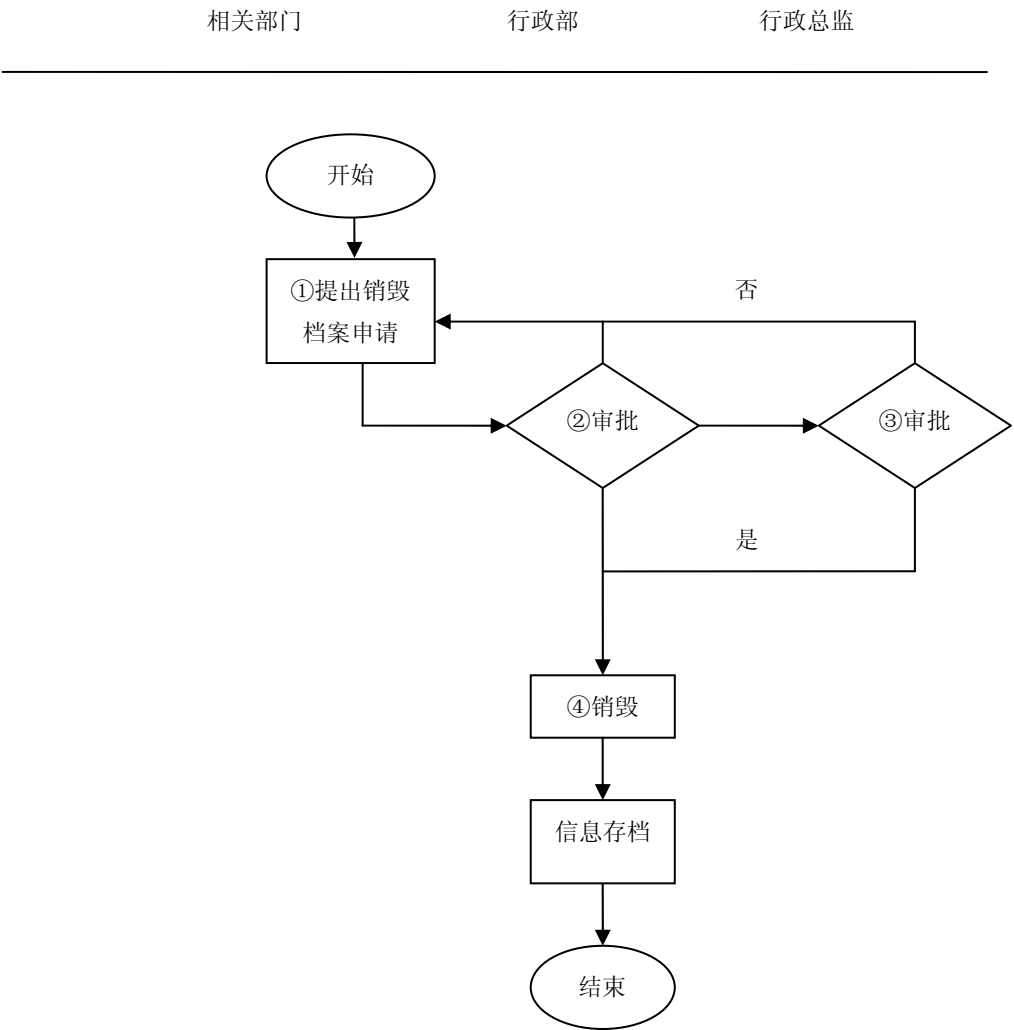 相关部门
行政部
行政总监
开始
①提出销毁
档案申请
否
②审批
③审批
是
④销毁
信息存档
结束